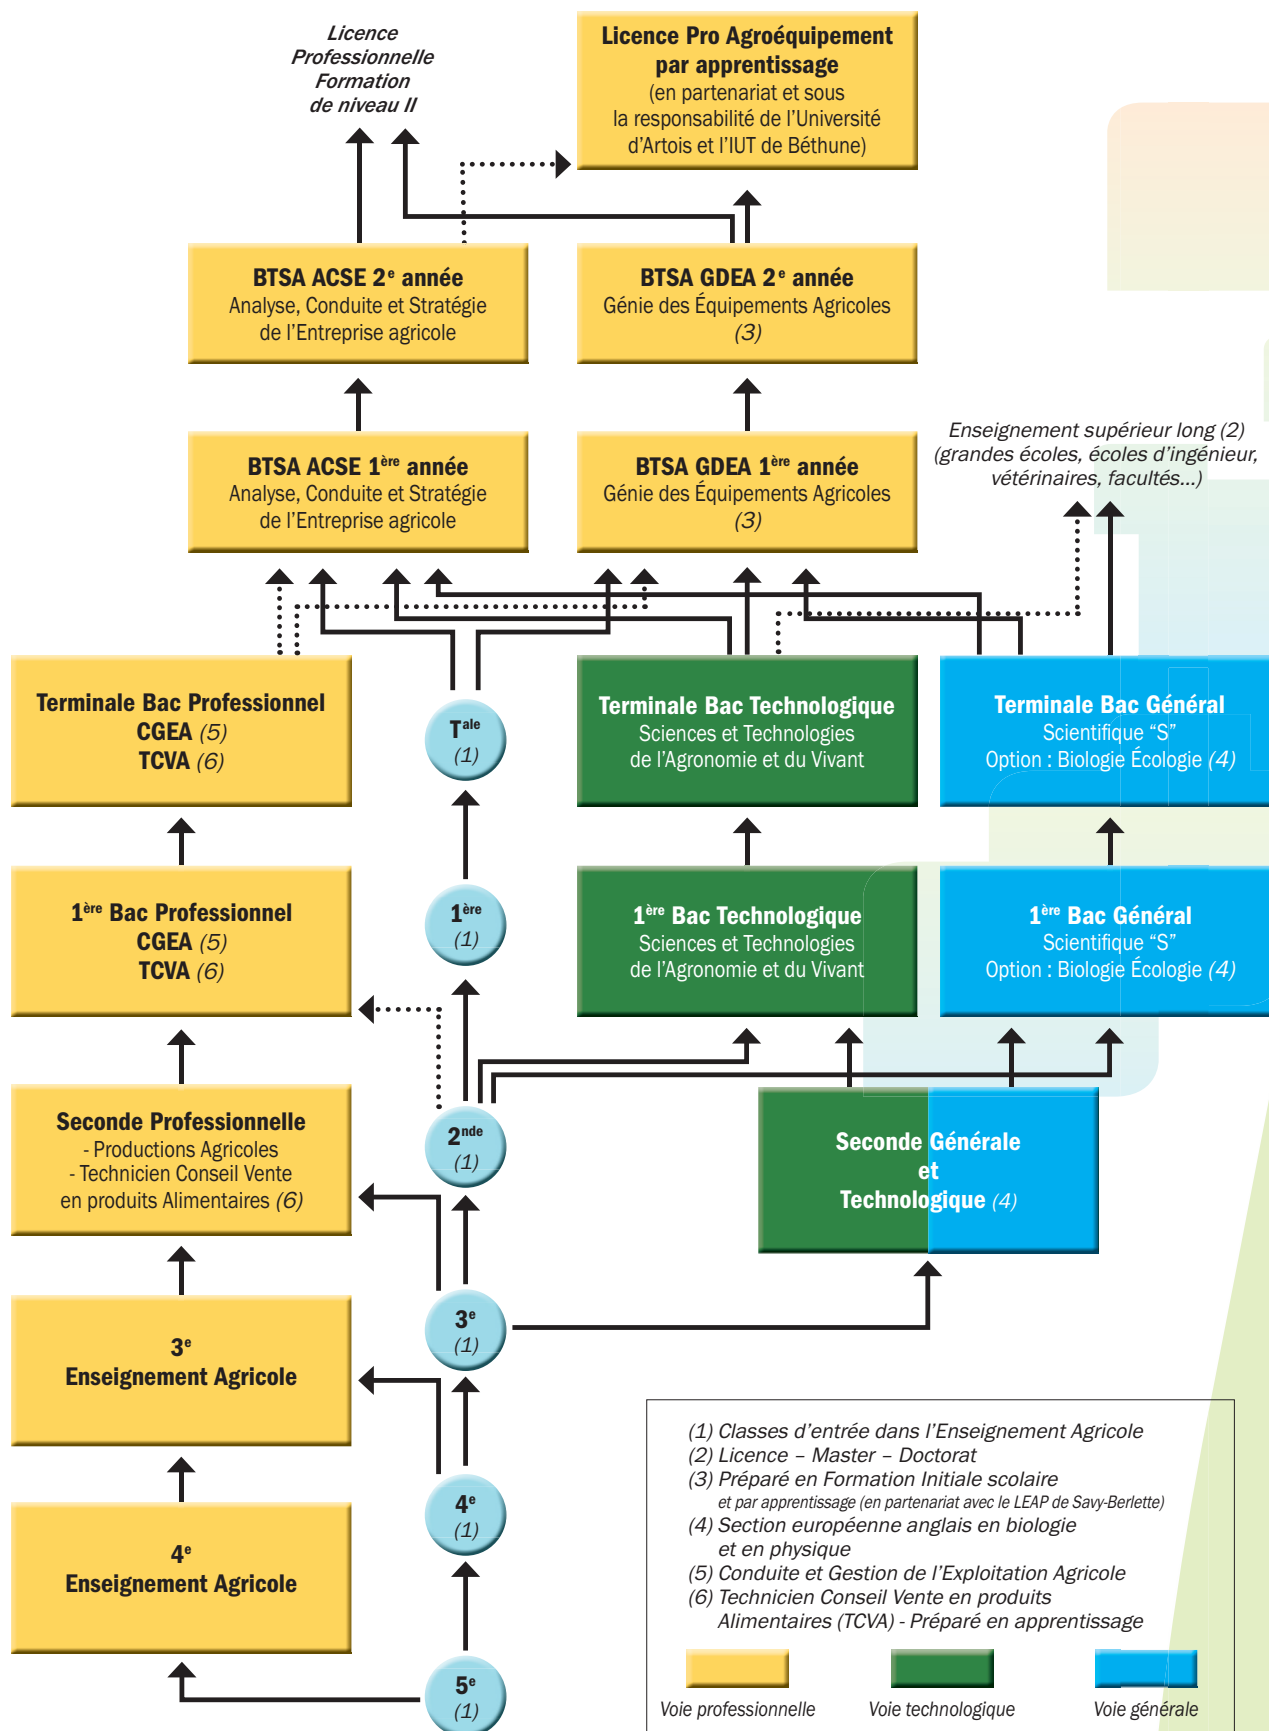 Licence
Professionnelle
Formation
de niveau II
Licence Pro Agroéquipement
par apprentissage
(en partenariat et sous
la responsabilité de l'Université
d'Artois et l'IUT de Béthune)
BTSA ACSE 2e année
Analyse, Conduite et Stratégie
de l'Entreprise agricole
BTSA GDEA 2e année
Génie des Équipements Agricoles
(3)
BTSA ACSE 1ère année
Analyse, Conduite et Stratégie
de l'Entreprise agricole
BTSA GDEA 1ère année
Génie des Équipements Agricoles
(3)
Enseignement supérieur long (2)
(grandes écoles, écoles d'ingénieur,
vétérinaires, facultés...)
Terminale Bac Professionnel
CGEA (5)
TCVA (6)
Tale
(1)
Terminale Bac Technologique
Sciences et Technologies
de l'Agronomie et du Vivant
Terminale Bac Général
Scientifique "S"
Option : Biologie Écologie (4)
1ère Bac Professionnel
CGEA (5)
TCVA (6)
1ère
(1)
1ère Bac Technologique
Sciences et Technologies
de l'Agronomie et du Vivant
1ère Bac Général
Scientifique "S"
Option : Biologie Écologie (4)
Seconde Professionnelle
- Productions Agricoles
- Technicien Conseil Vente
en produits Alimentaires (6)
2nde
(1)
Seconde Générale
et
Technologique (4)
3e
Enseignement Agricole
3e
(1)
4e
Enseignement Agricole
4e
(1)
5e
(1)
(1) Classes d'entrée dans l'Enseignement Agricole
(2) Licence – Master – Doctorat
(3) Préparé en Formation Initiale scolaire
et par apprentissage (en partenariat avec le LEAP de Savy-Berlette)
(4) Section européenne anglais en biologie
et en physique
(5) Conduite et Gestion de l'Exploitation Agricole
(6) Technicien Conseil Vente en produits
Alimentaires (TCVA) - Préparé en apprentissage
Voie professionnelle
Voie technologique
Voie générale